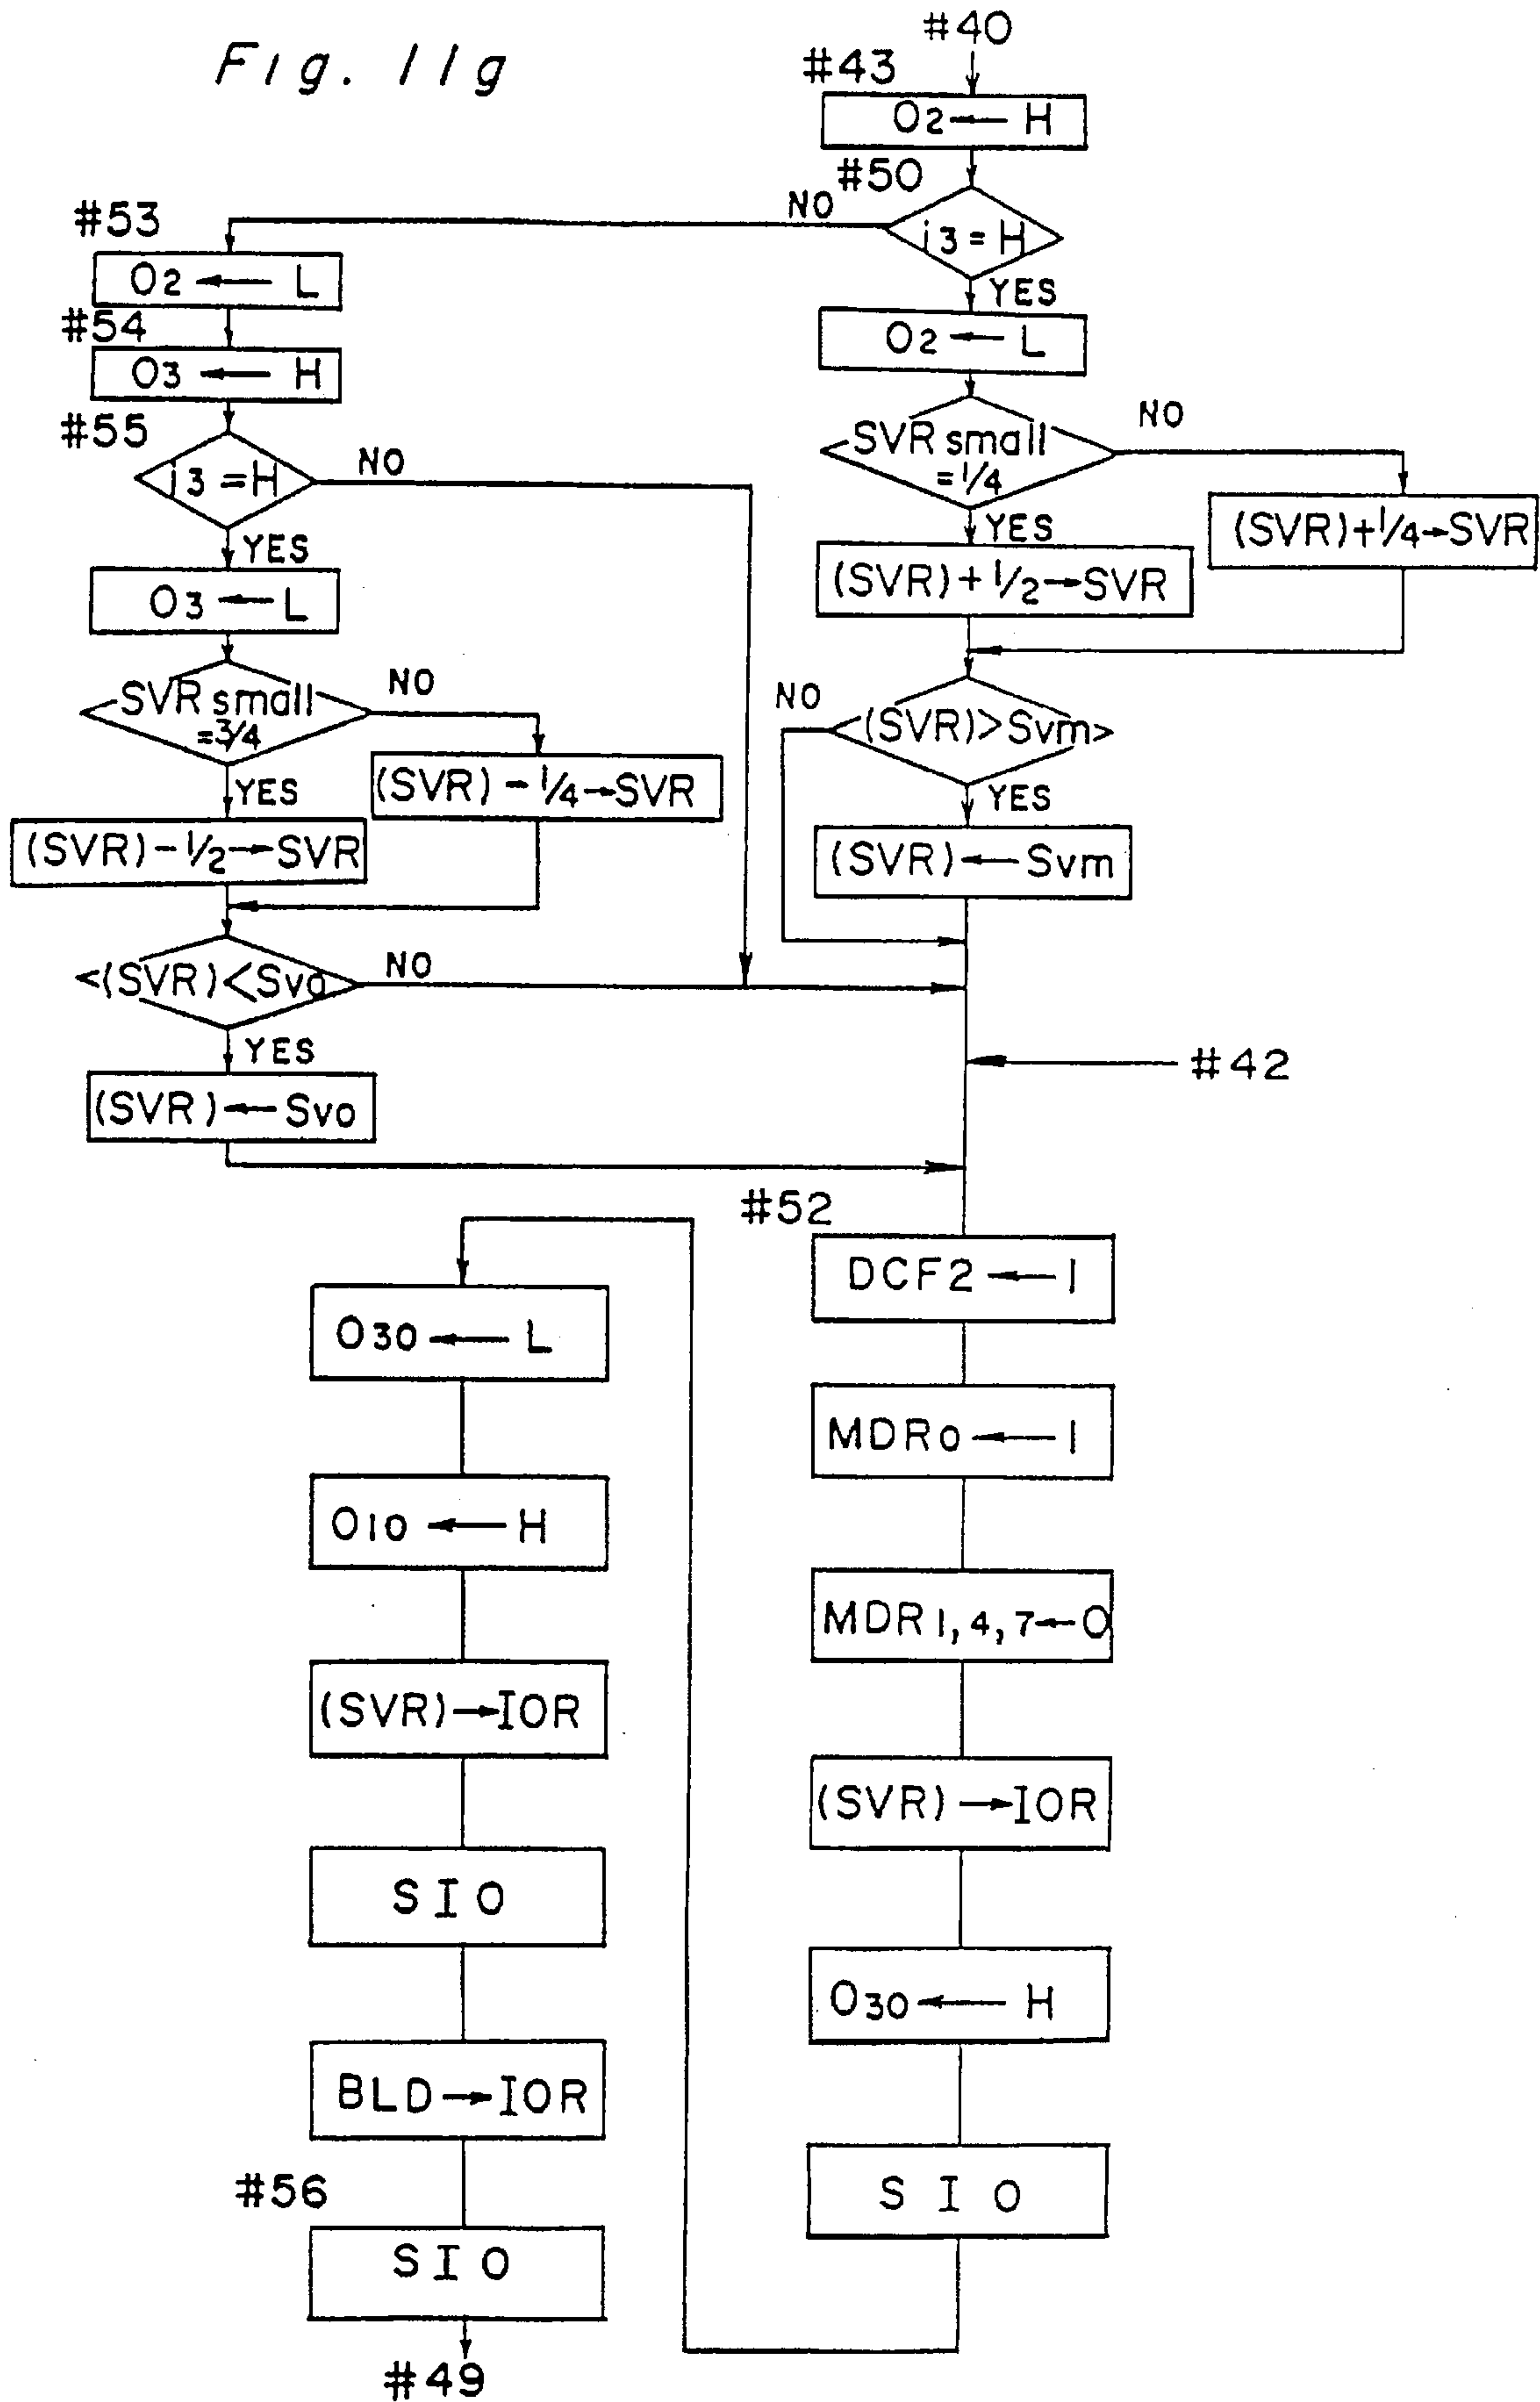 Fig. 11g
#40
#43
O2 ← H
#50
i3 = H
NO
YES
O2 ← L
SVR small
= 1/4
NO
YES
(SVR) + 1/4 → SVR
(SVR) + 1/2 → SVR
<(SVR) > Svm>
NO
YES
(SVR) ← Svm
#53
O2 ← L
#54
O3 ← H
#55
i3 = H
NO
YES
O3 ← L
SVR small
= 3/4
NO
YES
(SVR) - 1/4 → SVR
(SVR) - 1/2 → SVR
<(SVR) < Svo
NO
YES
(SVR) ← Svo
#42
#52
DCF2 ← 1
MDR0 ← 1
MDR 1, 4, 7 ← 0
(SVR) → IOR
O30 ← H
SIO
O30 ← L
O10 ← H
(SVR) → IOR
SIO
BLD → IOR
#56
SIO
#49